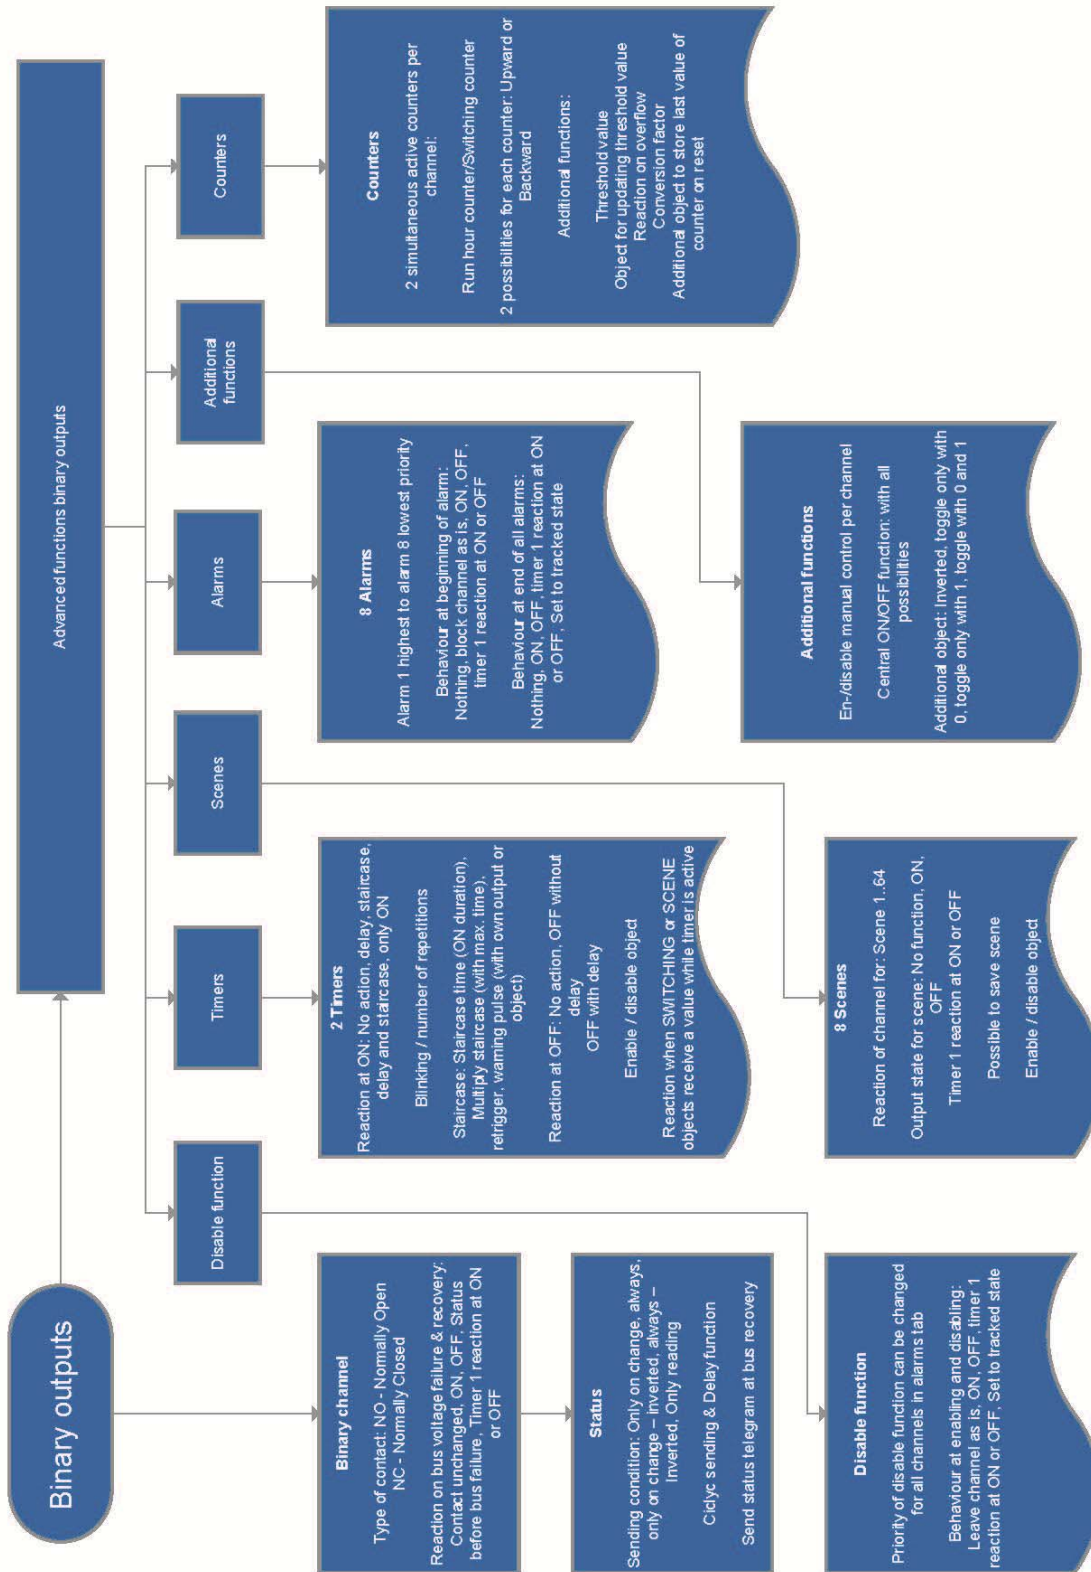 Binary outputs
Advanced functions binary outputs
Disable function
Timers
Scenes
Alarms
Additional
functions
Counters
Binary channel
Type of contact: NO - Normally Open
NC - Normally Closed
Reaction on bus voltage failure & recovery:
Contact unchanged, ON, OFF, Status
before bus failure, Timer 1 reaction at ON
or OFF
Status
Sending condition: Only on change, always,
only on change – Inverted, always –
Inverted, Only reading
Ciclyc sending & Delay function
Send status telegram at bus recovery
Disable function
Priority of disable function can be changed
for all channels in alarms tab
Behaviour at enabling and disabling:
Leave channel as is, ON, OFF, timer 1
reaction at ON or OFF, Set to tracked state
2 Timers
Reaction at ON: No action, delay, staircase,
delay and staircase, only ON
Blinking / number of repetitions
Staircase: Staircase time (ON duration),
Multiply staircase (with max. time),
retrigger, warning pulse (with own output or
object)
Reaction at OFF: No action, OFF without
delay
OFF with delay
Enable / disable object
Reaction when SWITCHING or SCENE
objects receive a value while timer is active
8 Scenes
Reaction of channel for: Scene 1..64
Output state for scene: No function, ON,
OFF
Timer 1 reaction at ON or OFF
Possible to save scene
Enable / disable object
8 Alarms
Alarm 1 highest to alarm 8 lowest priority
Behaviour at beginning of alarm:
Nothing, block channel as is, ON, OFF,
timer 1 reaction at ON or OFF
Behaviour at end of all alarms:
Nothing, ON, OFF, timer 1 reaction at ON
or OFF, Set to tracked state
Additional functions
En-/disable manual control per channel
Central ON/OFF function: with all
possibilities
Additional object: Inverted, toggle only with
0, toggle only with 1, toggle with 0 and 1
Counters
2 simultaneous active counters per
channel:
Run hour counter/Switching counter
2 possibilities for each counter: Upward or
Backward
Additional functions:
Threshold value
Object for updating threshold value
Reaction on overflow
Conversion factor
Additional object to store last value of
counter on reset